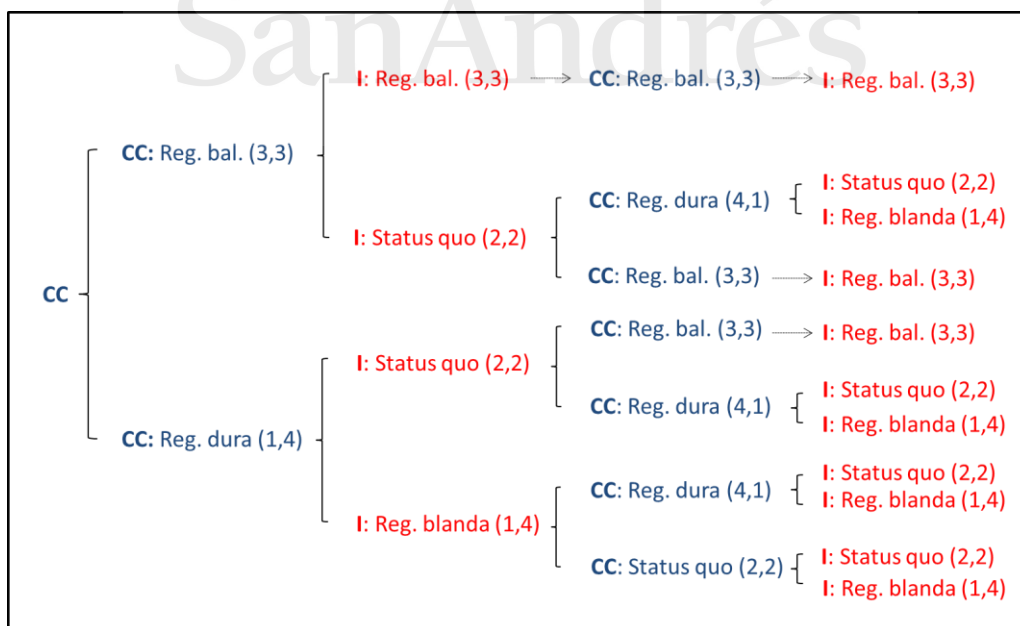 SanAndrés
I: Reg. bal. (3,3)
CC: Reg. bal. (3,3)
I: Reg. bal. (3,3)
CC: Reg. bal. (3,3)
I: Status quo (2,2)
CC: Reg. dura (4,1)
I: Status quo (2,2)
I: Reg. blanda (1,4)
CC: Reg. bal. (3,3)
I: Reg. bal. (3,3)
CC
CC: Reg. dura (1,4)
I: Status quo (2,2)
CC: Reg. bal. (3,3)
I: Reg. bal. (3,3)
CC: Reg. dura (4,1)
I: Status quo (2,2)
I: Reg. blanda (1,4)
I: Reg. blanda (1,4)
CC: Reg. dura (4,1)
I: Status quo (2,2)
I: Reg. blanda (1,4)
CC: Status quo (2,2)
I: Status quo (2,2)
I: Reg. blanda (1,4)